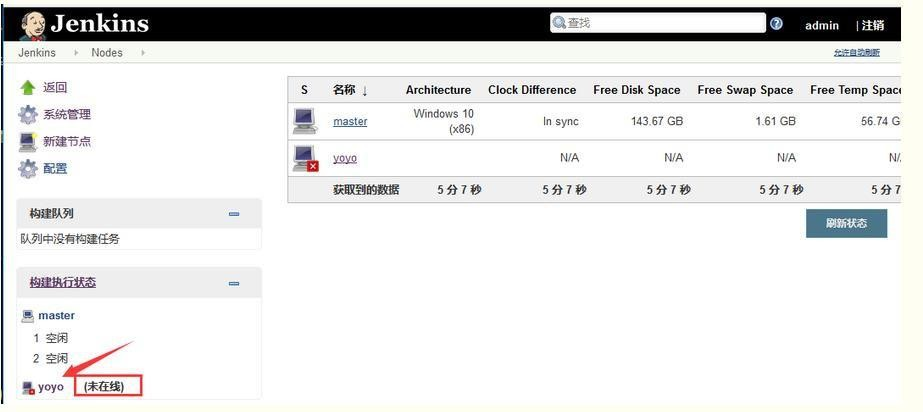 Jenkins
查找
admin
| 注销
Jenkins
Nodes
允许自动刷新
返回
系统管理
新建节点
配置
构建队列
队列中没有构建任务
构建执行状态
master
1 空闲
2 空闲
yoyo (未在线)
S 名称 ↓ Architecture Clock Difference Free Disk Space Free Swap Space Free Temp Space
master Windows 10 (x86) In sync 143.67 GB 1.61 GB 56.74 G
yoyo N/A N/A N/A N/
获取到的数据 5 分 7 秒 5 分 7 秒 5 分 7 秒 5 分 7 秒 5 分 7
刷新状态